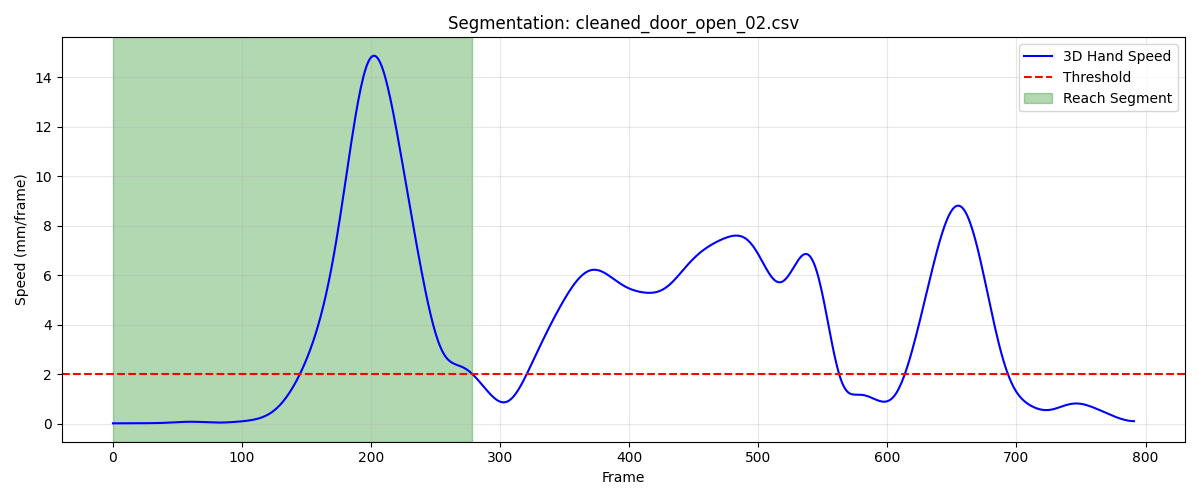 Segmentation: cleaned_door_open_02.csv
3D Hand Speed
Threshold
Reach Segment
Speed (mm/frame)
14
12
10
8
6
4
2
0
0 100 200 300 400 500 600 700 800
Frame